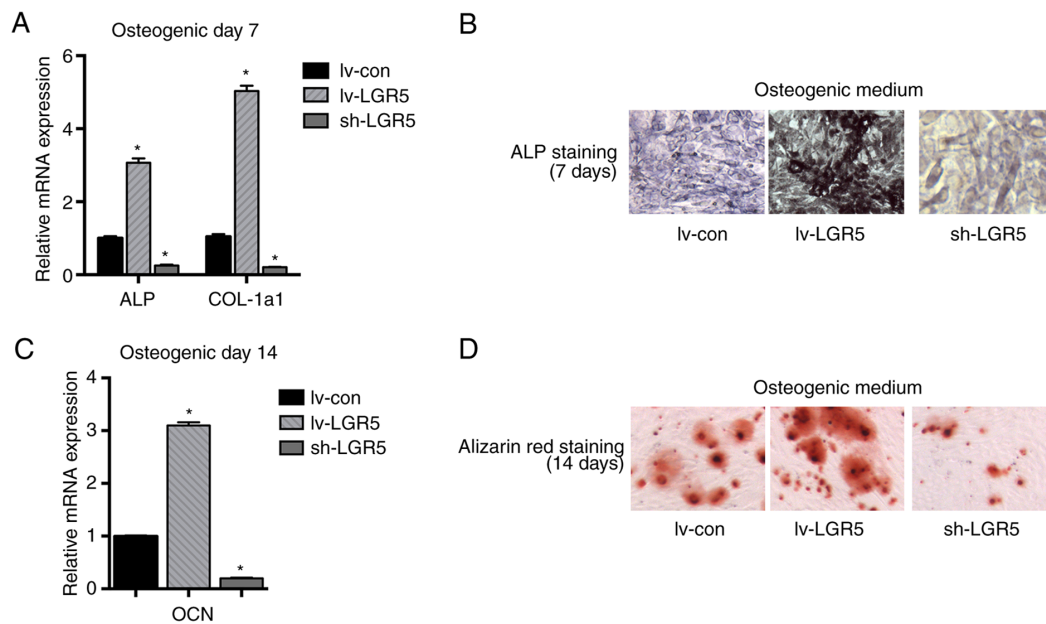 A
Osteogenic day 7
Relative mRNA expression
6
4
2
0
*
*
*
*
ALP
COL-1a1
lv-con
lv-LGR5
sh-LGR5
B
Osteogenic medium
ALP staining
(7 days)
lv-con
lv-LGR5
sh-LGR5
C
Osteogenic day 14
Relative mRNA expression
4
3
2
1
0
*
*
OCN
lv-con
lv-LGR5
sh-LGR5
D
Osteogenic medium
Alizarin red staining
(14 days)
lv-con
lv-LGR5
sh-LGR5